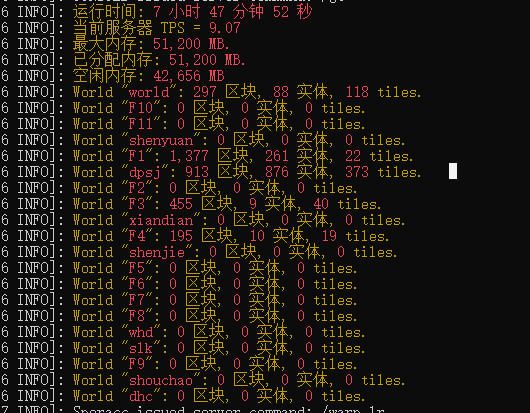 6 INFO]: 运行时间: 7 小时 47 分钟 52 秒
6 INFO]: 当前服务器 TPS = 9.07
6 INFO]: 最大内存: 51,200 MB.
6 INFO]: 已分配内存: 51,200 MB.
6 INFO]: 空闲内存: 42,656 MB
6 INFO]: World "world": 297 区块, 88 实体, 118 tiles.
6 INFO]: World "F10": 0 区块, 0 实体, 0 tiles.
6 INFO]: World "F11": 0 区块, 0 实体, 0 tiles.
6 INFO]: World "shenyuan": 0 区块, 0 实体, 0 tiles.
6 INFO]: World "F1": 1,377 区块, 261 实体, 22 tiles.
6 INFO]: World "dpsj": 913 区块, 876 实体, 373 tiles.
6 INFO]: World "F2": 0 区块, 0 实体, 0 tiles.
6 INFO]: World "F3": 455 区块, 9 实体, 40 tiles.
6 INFO]: World "xiandian": 0 区块, 0 实体, 0 tiles.
6 INFO]: World "F4": 195 区块, 10 实体, 19 tiles.
6 INFO]: World "shenjie": 0 区块, 0 实体, 0 tiles.
6 INFO]: World "F5": 0 区块, 0 实体, 0 tiles.
6 INFO]: World "F6": 0 区块, 0 实体, 0 tiles.
6 INFO]: World "F7": 0 区块, 0 实体, 0 tiles.
6 INFO]: World "F8": 0 区块, 0 实体, 0 tiles.
6 INFO]: World "whd": 0 区块, 0 实体, 0 tiles.
6 INFO]: World "slk": 0 区块, 0 实体, 0 tiles.
6 INFO]: World "F9": 0 区块, 0 实体, 0 tiles.
6 INFO]: World "shouchao": 0 区块, 0 实体, 0 tiles.
6 INFO]: World "dhc": 0 区块, 0 实体, 0 tiles.
7 INFO]: issued server command: /warp